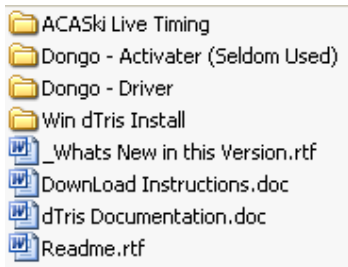 ACASki Live Timing
Dongo - Activater (Seldom Used)
Dongo - Driver
Win dTris Install
_Whats New in this Version.rtf
DownLoad Instructions.doc
dTris Documentation.doc
Readme.rtf